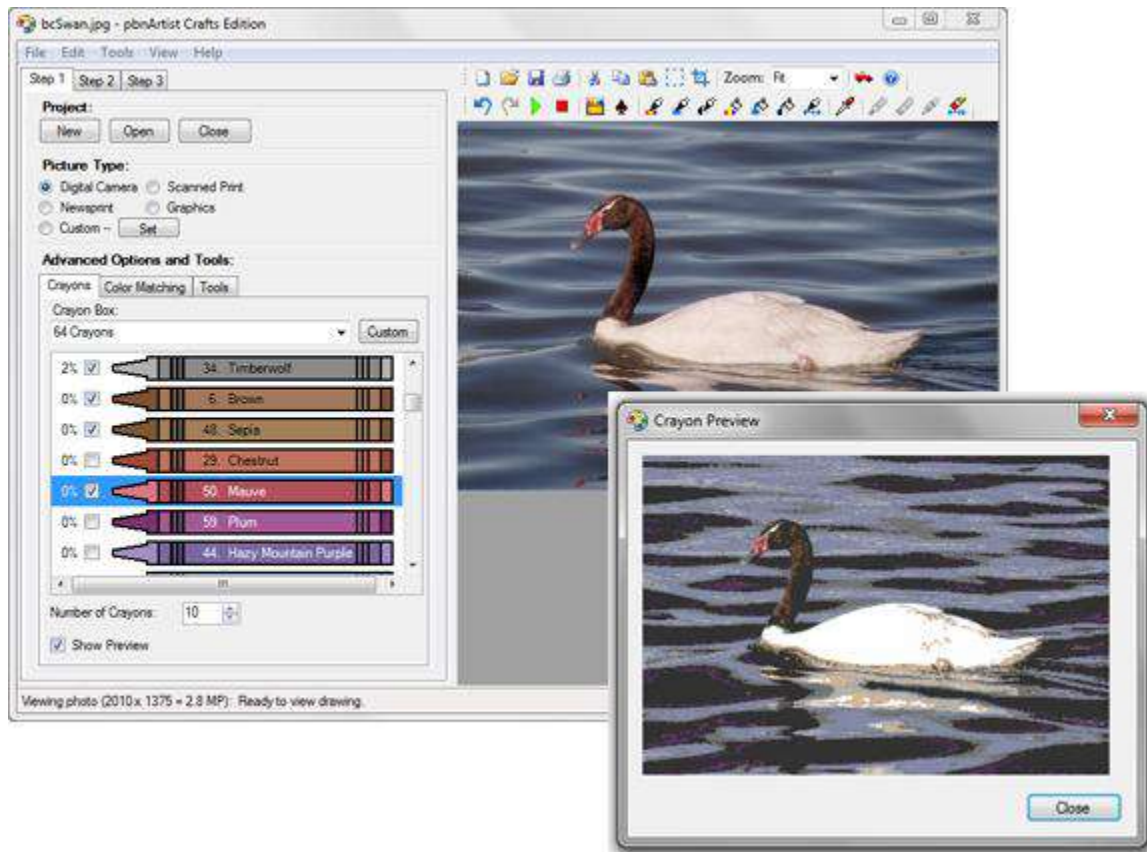 bcSwan.jpg - pbnArtist Crafts Edition
File Edit Tools View Help
Step 1 Step 2 Step 3
Zoom: Fit
Project:
New Open Close
Picture Type:
Digital Camera Scanned Print
Newsprint Graphics
Custom -- Set
Advanced Options and Tools:
Crayons Color Matching Tools
Crayon Box:
64 Crayons Custom
2% 34. Timberwolf
0% 6. Brown
0% 48. Sepia
0% 29. Chestnut
0% 50. Mauve
0% 59. Plum
0% 44. Hazy Mountain Purple
Number of Crayons: 10
Show Preview
Viewing photo (2010 x 1375 = 2.8 MP): Ready to view drawing.
Crayon Preview
Close